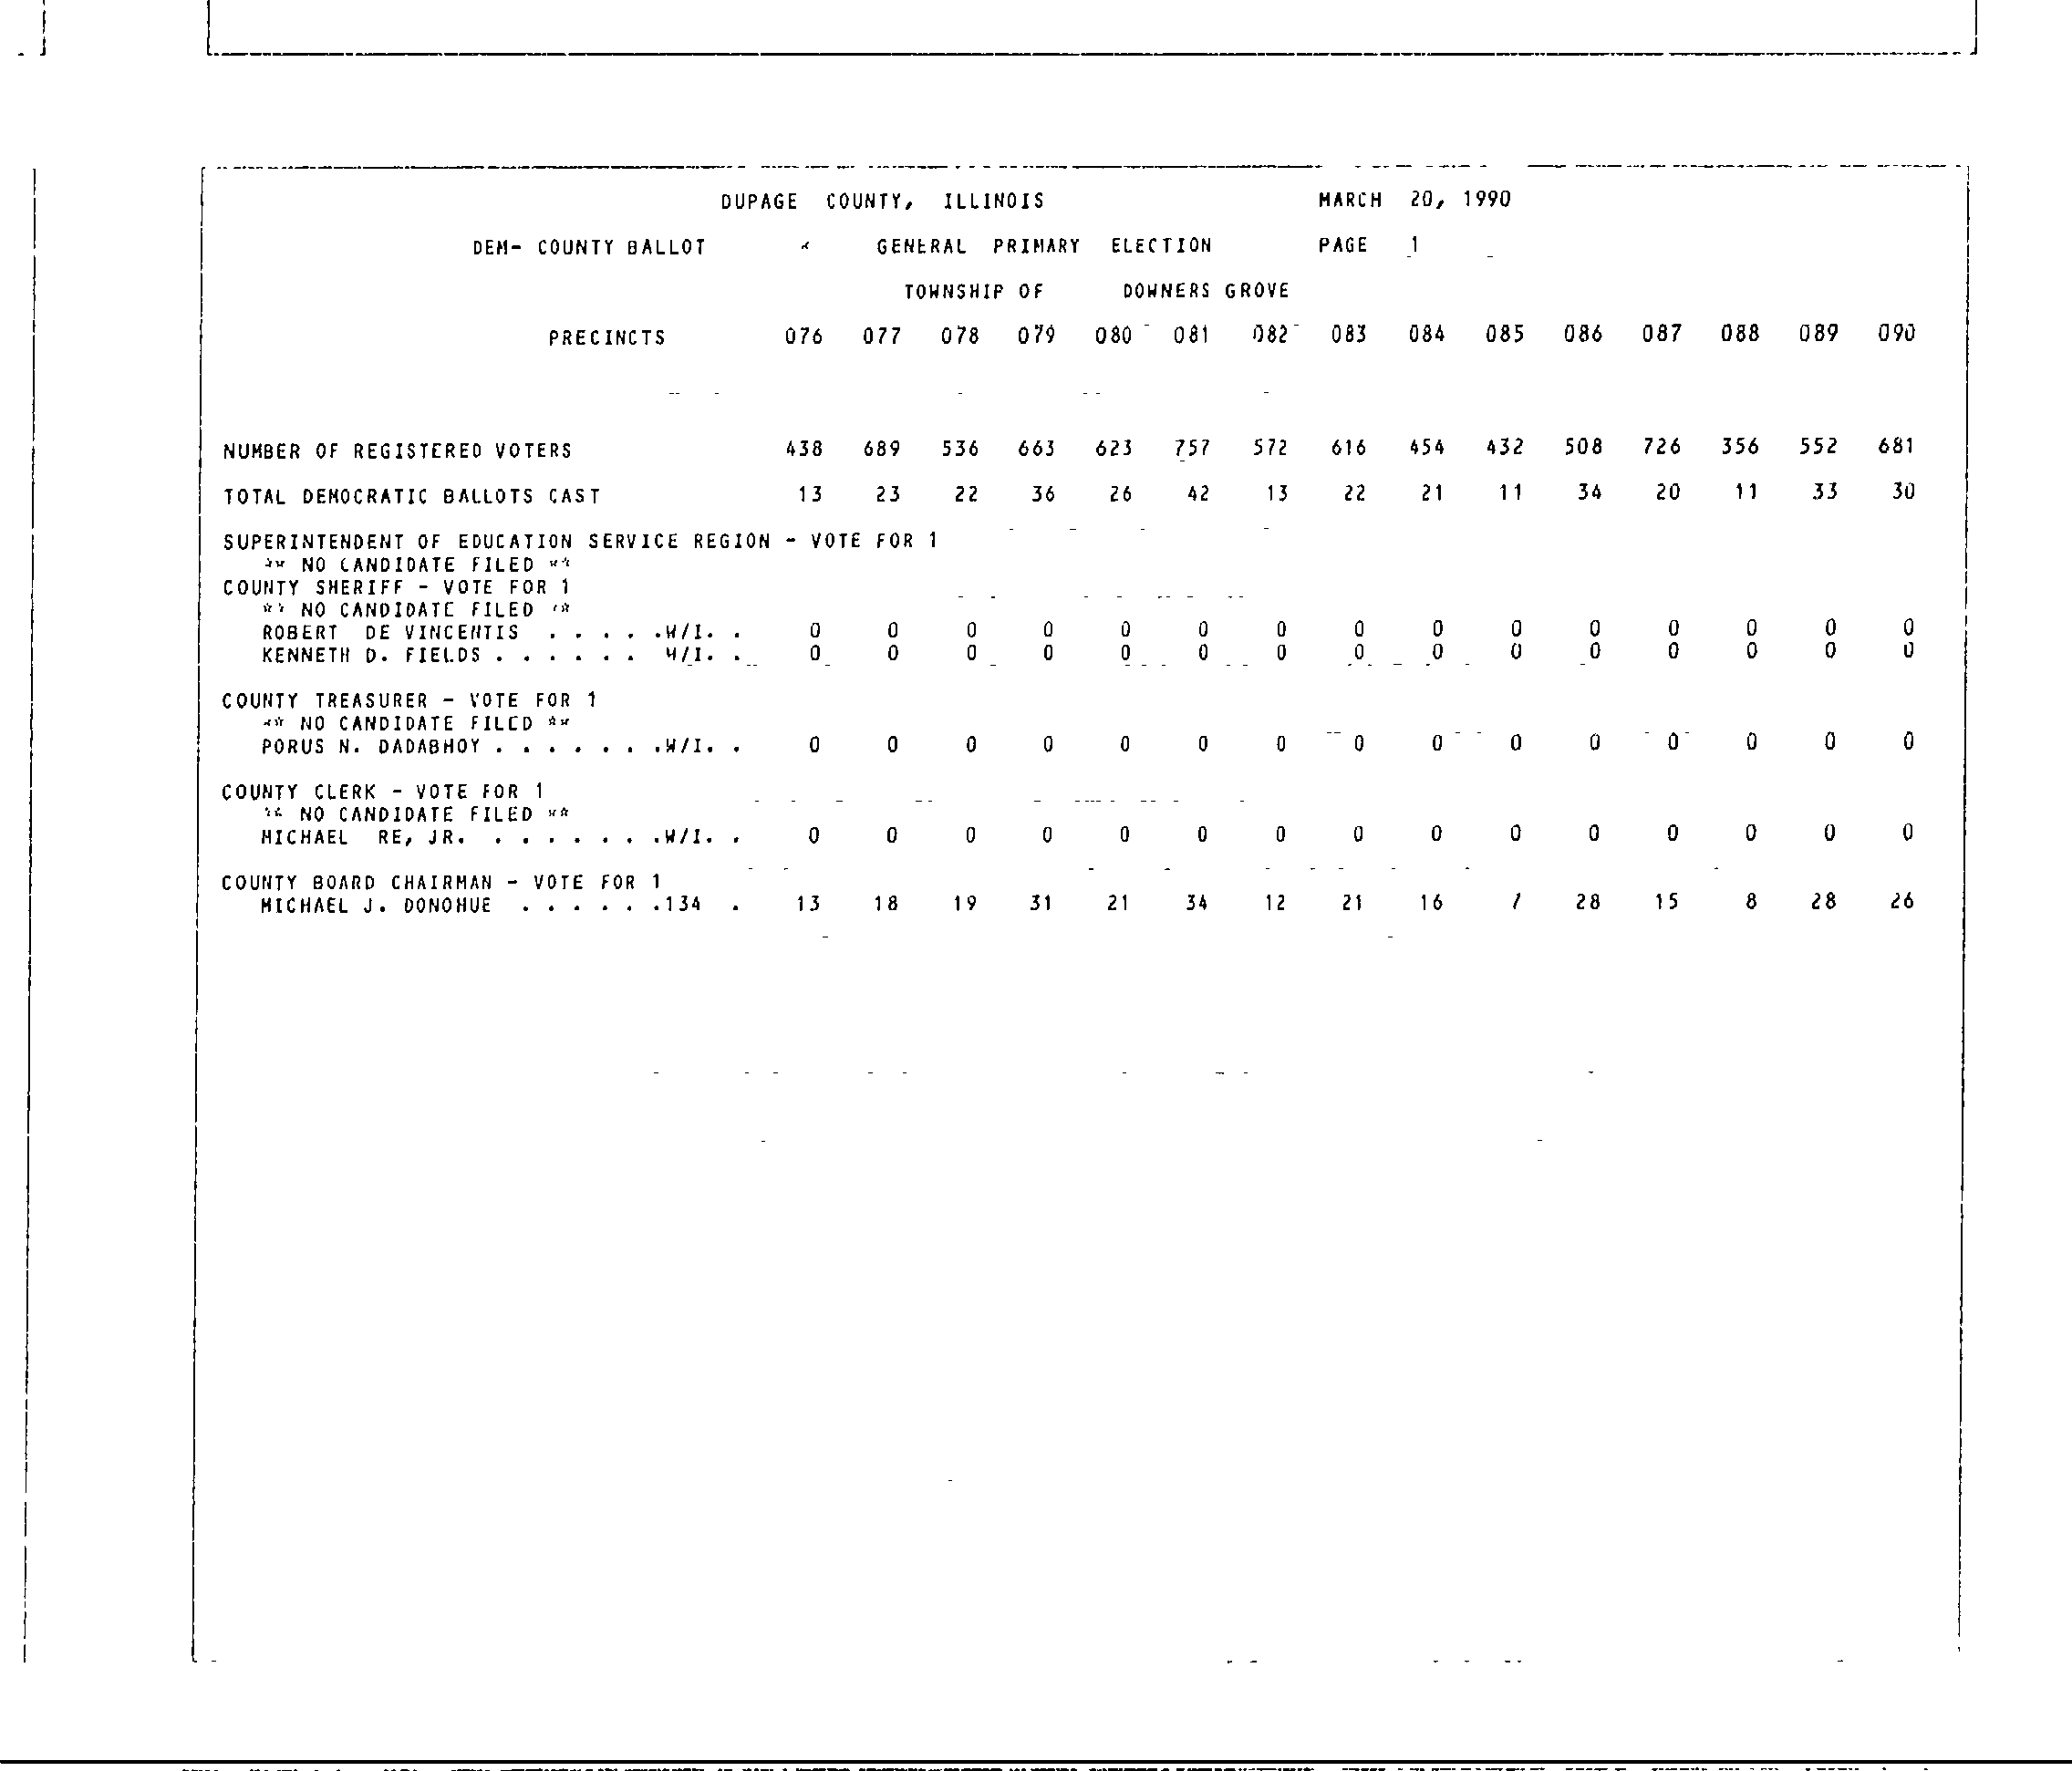 DUPAGE COUNTY, ILLINOIS MARCH 20, 1990
DEM- COUNTY BALLOT * GENERAL PRIMARY ELECTION PAGE 1
TOWNSHIP OF DOWNERS GROVE
PRECINCTS 076 077 078 079 080 081 082 083 084 085 086 087 088 089 090
NUMBER OF REGISTERED VOTERS 438 689 536 663 623 757 572 616 454 432 508 726 356 552 681
TOTAL DEMOCRATIC BALLOTS CAST 13 23 22 36 26 42 13 22 21 11 34 20 11 33 30
SUPERINTENDENT OF EDUCATION SERVICE REGION - VOTE FOR 1
** NO CANDIDATE FILED **
COUNTY SHERIFF - VOTE FOR 1
** NO CANDIDATE FILED **
ROBERT DE VINCENTIS . . . . .W/I. . 0 0 0 0 0 0 0 0 0 0 0 0 0 0 0
KENNETH D. FIELDS . . . . . . W/I. . 0 0 0 0 0 0 0 0 0 0 0 0 0 0 0
COUNTY TREASURER - VOTE FOR 1
** NO CANDIDATE FILED **
PORUS N. DADABHOY . . . . . . .W/I. . 0 0 0 0 0 0 0 0 0 0 0 0 0 0 0
COUNTY CLERK - VOTE FOR 1
** NO CANDIDATE FILED **
MICHAEL RE, JR. . . . . . . .W/I. . 0 0 0 0 0 0 0 0 0 0 0 0 0 0 0
COUNTY BOARD CHAIRMAN - VOTE FOR 1
MICHAEL J. DONOHUE . . . . . .134 . 13 18 19 31 21 34 12 21 16 7 28 15 8 28 26